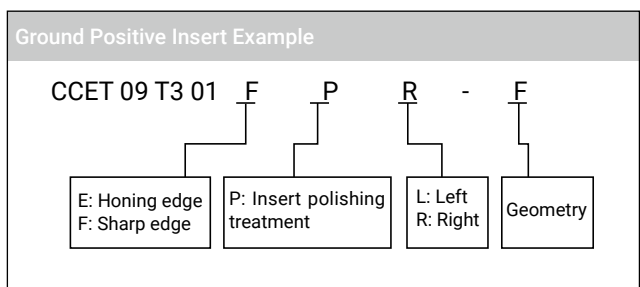 Ground Positive Insert Example
CCET 09 T3 01 F P R - F
E: Honing edge
F: Sharp edge
P: Insert polishing
treatment
L: Left
R: Right
Geometry